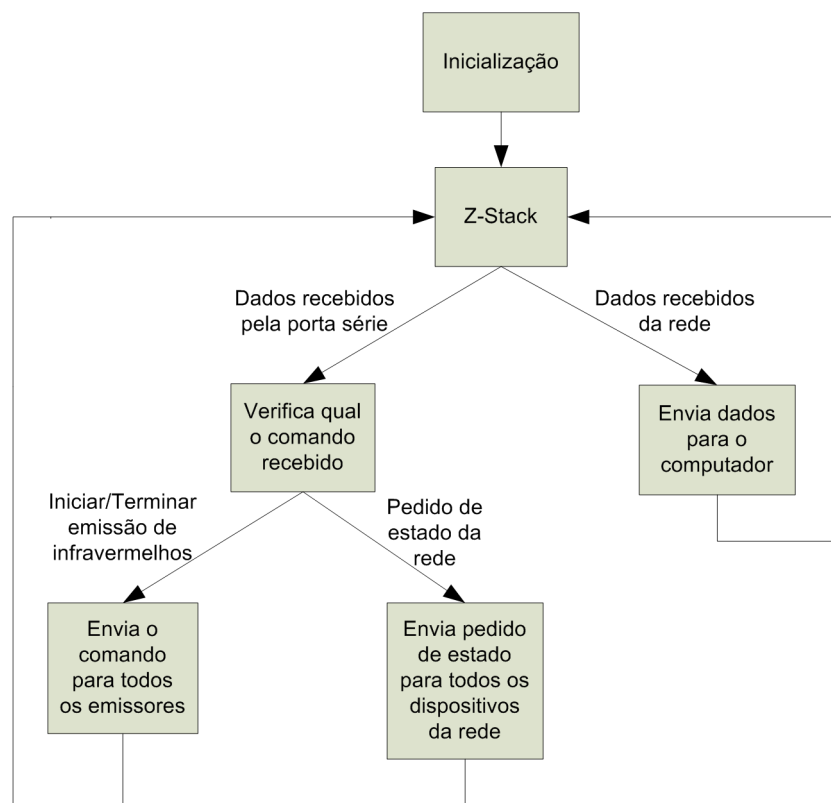 Inicialização
Z-Stack
Dados recebidos
pela porta série
Dados recebidos
da rede
Verifica qual
o comando
recebido
Envia dados
para o
computador
Iniciar/Terminar
emissão de
infravermelhos
Pedido de
estado da
rede
Envia o
comando
para todos
os emissores
Envia pedido
de estado
para todos os
dispositivos
da rede